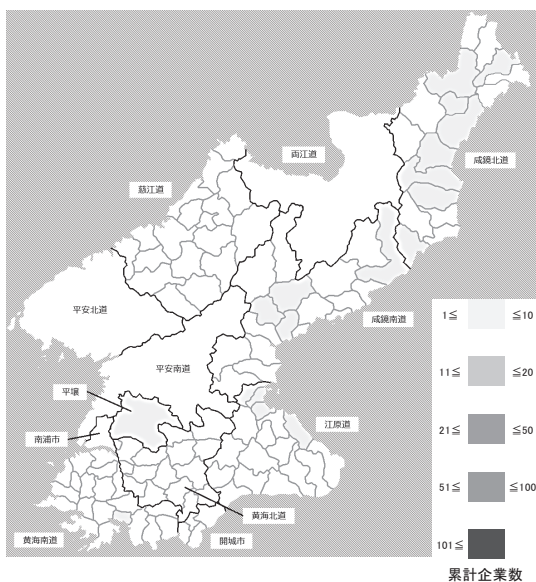 両江道
咸鏡北道
慈江道
平安北道
咸鏡南道
平安南道
平壌
江原道
南浦市
黄海北道
黄海南道
開城市
1≦ ≦10
11≦ ≦20
21≦ ≦50
51≦ ≦100
101≦
累計企業数